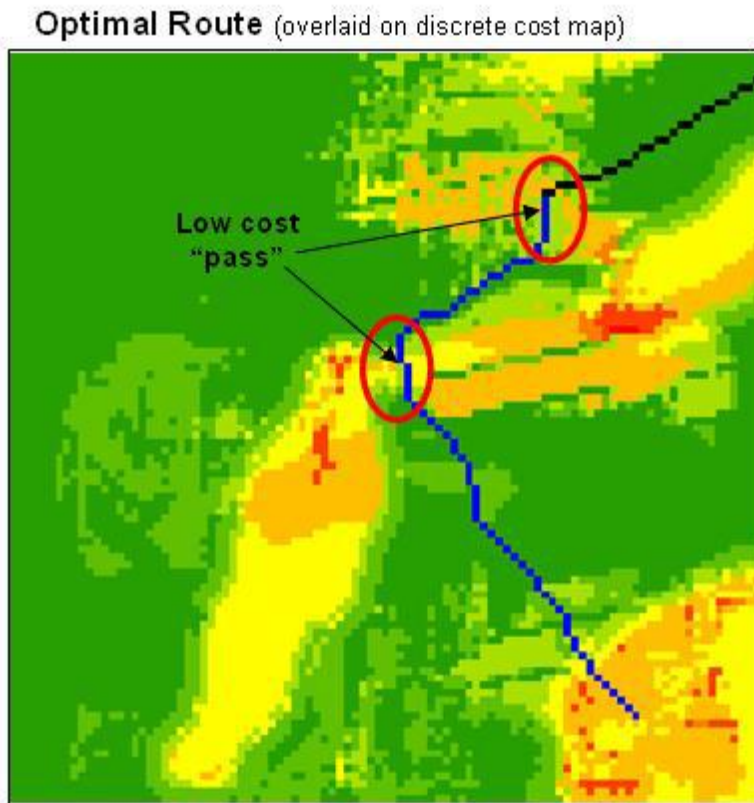 Optimal Route (overlaid on discrete cost map)
Low cost
“pass”